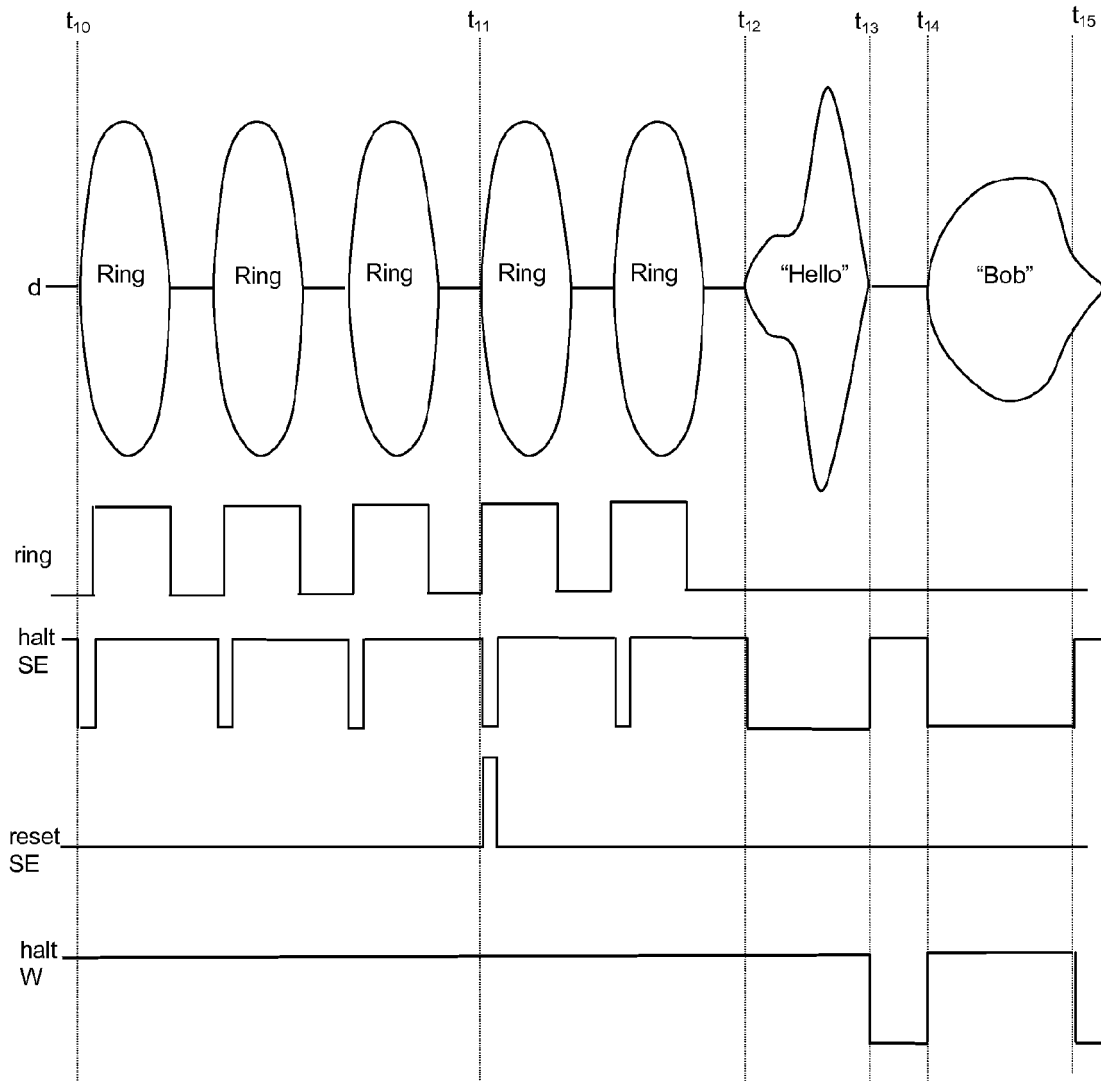 t10 t11 t12 t13 t14 t15
d Ring Ring Ring Ring Ring “Hello” “Bob”
ring
halt
SE
reset
SE
halt
W